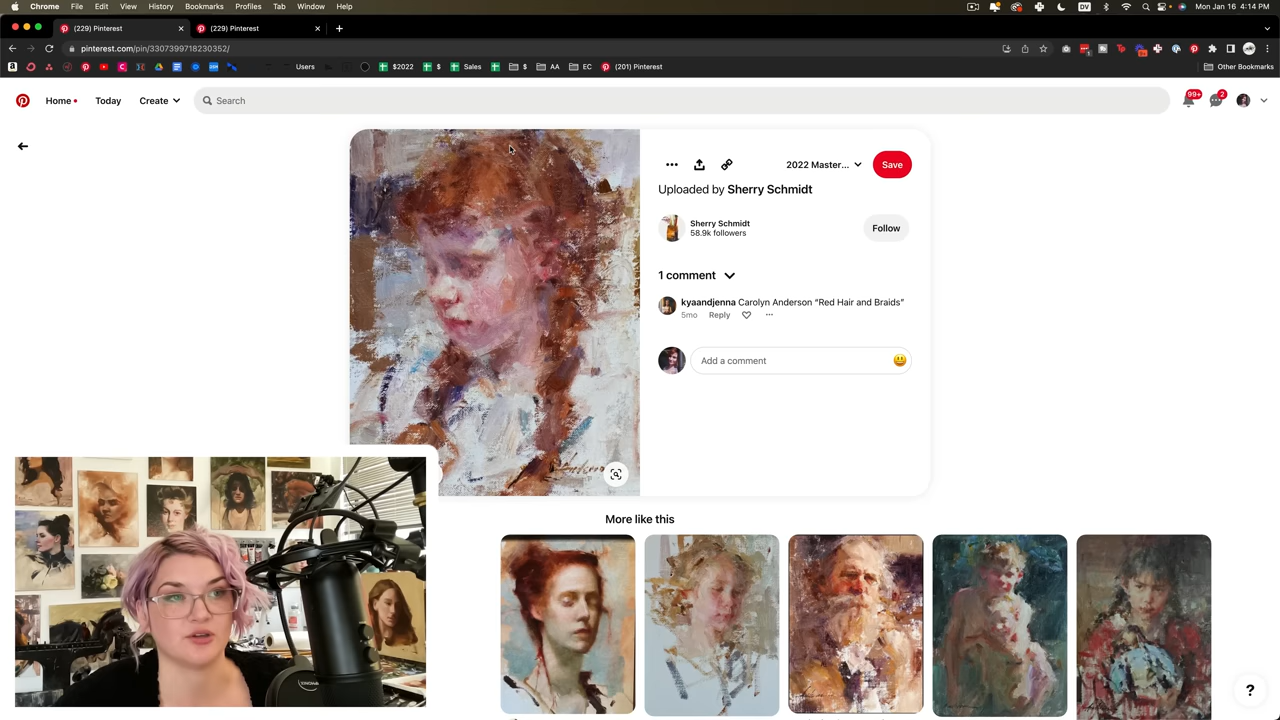 Chrome File Edit View History Bookmarks Profiles Tab Window Help
DV Mon Jan 16 4:14 PM
(229) Pinterest
(229) Pinterest
pinterest.com/pin/3307399718230352/
Users $2022 $ Sales $ AA EC (201) Pinterest Other Bookmarks
Home Today Create Search 99+ 2
2022 Master... Save
Uploaded by Sherry Schmidt
Sherry Schmidt
58.9k followers
Follow
1 comment
kyaandjenna Carolyn Anderson “Red Hair and Braids”
5mo Reply ...
Add a comment
More like this
?